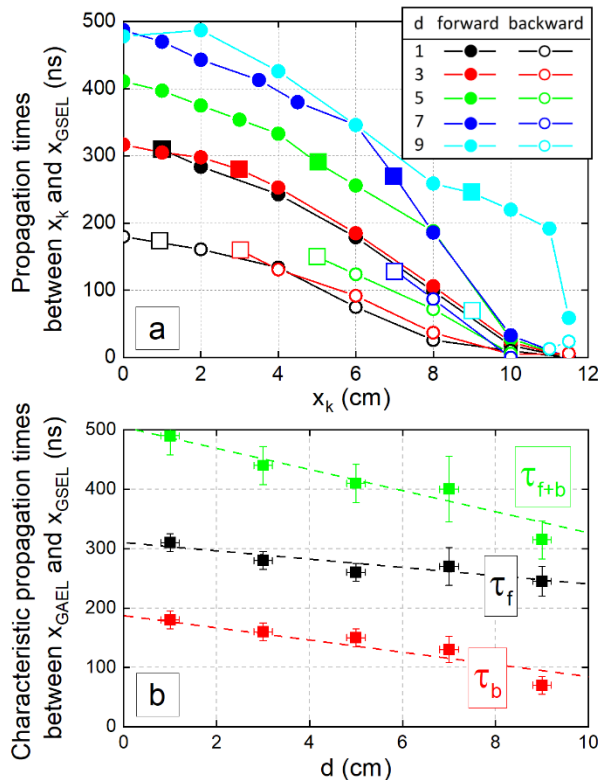 Propagation times
between x_k and x_GSEL (ns)
500
400
300
200
100
0
d forward backward
1
3
5
7
9
a
0 2 4 6 8 10 12
x_k (cm)
Characteristic propagation times
between x_GAEL and x_GSEL (ns)
500
400
300
200
100
0
τ_f+b
τ_f
τ_b
b
0 2 4 6 8 10
d (cm)